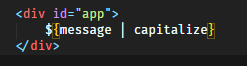 <div id="app">
    ${message | capitalize}
</div>